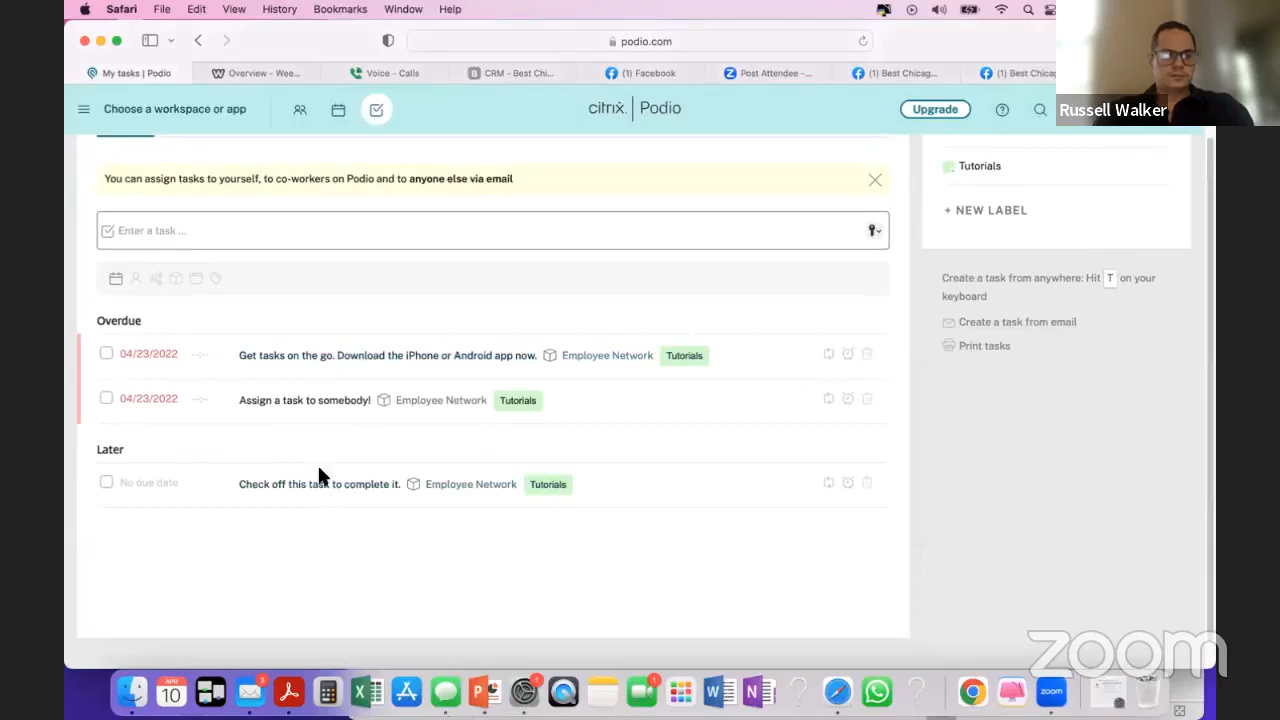 Safari File Edit View History Bookmarks Window Help
podio.com
My tasks | Podio
Overview - Wee...
Voice - Calls
CRM - Best Chi...
(1) Facebook
Post Attendee -...
(1) Best Chicag...
(1) Best Chicag
Choose a workspace or app
citrix. | Podio
Upgrade
Russell Walker
You can assign tasks to yourself, to co-workers on Podio and to anyone else via email
Enter a task ...
Overdue
04/23/2022 --:-- Get tasks on the go. Download the iPhone or Android app now. Employee Network Tutorials
04/23/2022 --:-- Assign a task to somebody! Employee Network Tutorials
Later
No due date Check off this task to complete it. Employee Network Tutorials
Tutorials
+ NEW LABEL
Create a task from anywhere: Hit T on your
keyboard
Create a task from email
Print tasks
zoom
APR
10
3
1
1
zoom